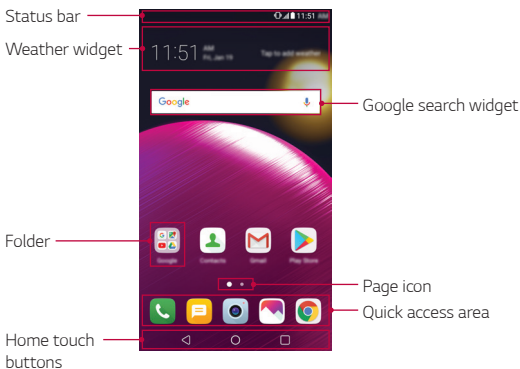 Status bar
11:51 AM
Weather widget
11:51 AM
Fri, Jan 19
Tap to add weather
Google
Google search widget
Folder
Google
Contacts
Gmail
Play Store
Page icon
Quick access area
Home touch
buttons